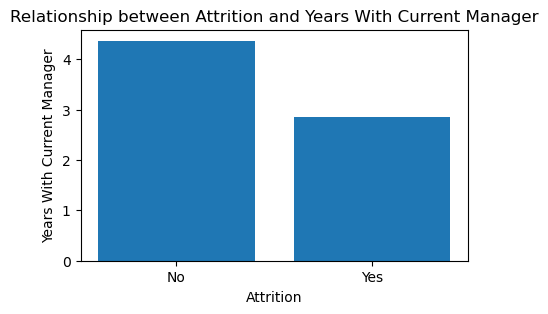 Relationship between Attrition and Years With Current Manager
Years With Current Manager
4
3
2
1
0
No Yes
Attrition